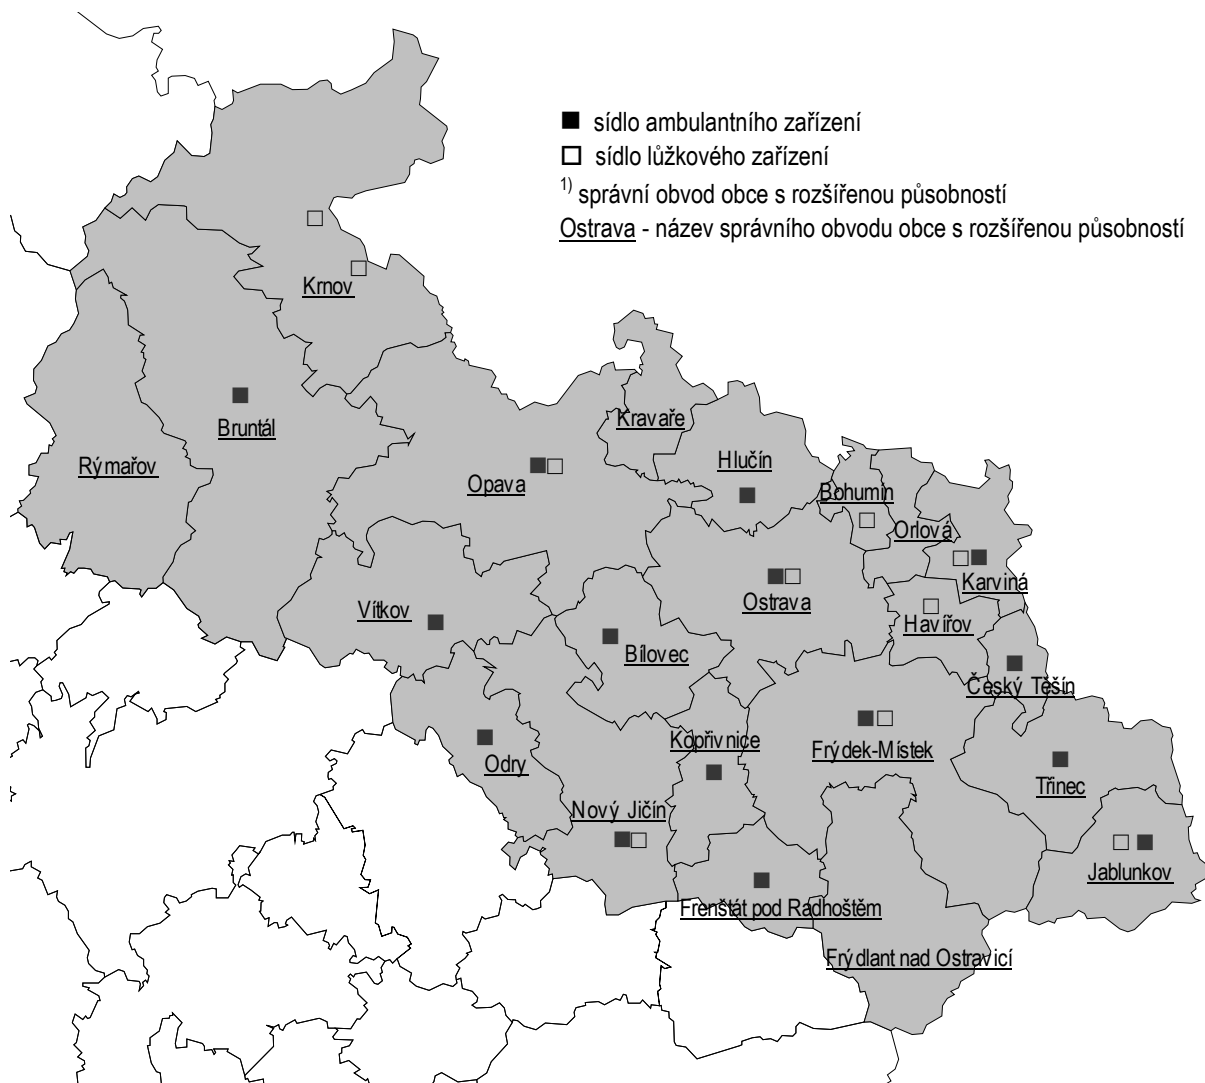 sídlo ambulantního zařízení
sídlo lůžkového zařízení
1) správní obvod obce s rozšířenou působností
Ostrava - název správního obvodu obce s rozšířenou působností
Krnov
Bruntál
Rýmařov
Kravaře
Hlučín
Opava
Bohumín
Orlová
Karviná
Vítkov
Ostrava
Havířov
Bílovec
Český Těšín
Kopřivnice
Frýdek-Místek
Odry
Třinec
Nový Jičín
Jablunkov
Frenštát pod Radhoštěm
Frýdlant nad Ostravicí